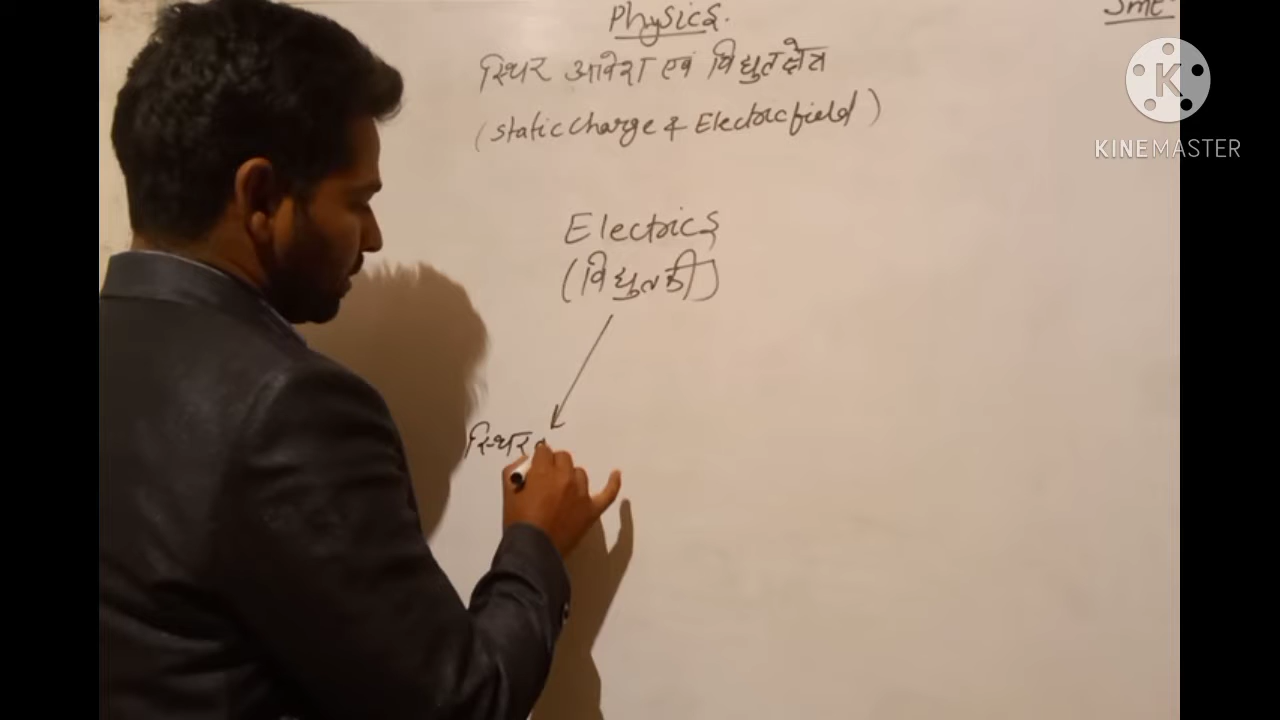 Physics.
स्थिर आवेश एवं विद्युत क्षेत्र
(static charge & Electric field)
Electrics
(विद्युतकी)
स्थिर
KINEMASTER